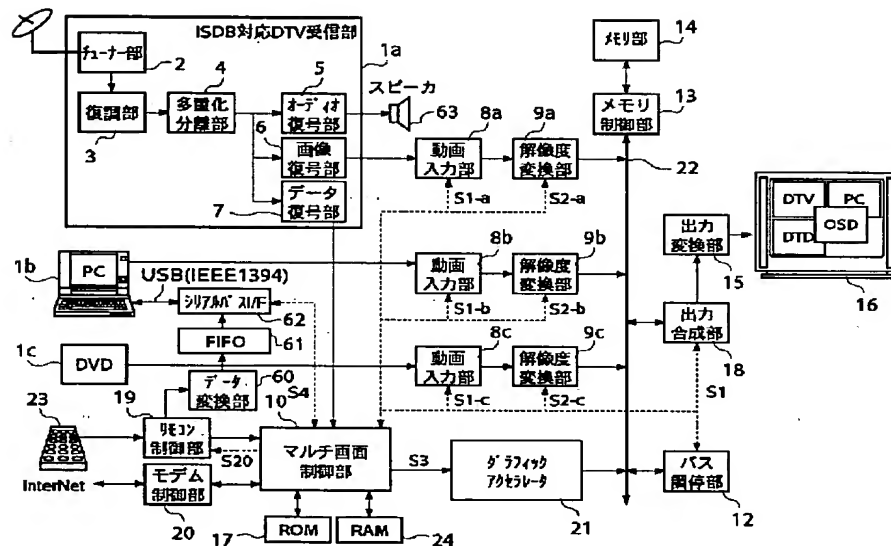 ISDB対応DTV受信部
1a
チューナー部
2
復調部
3
4
多重化
分離部
5
オーディオ
復号部
6
画像
復号部
7
データ
復号部
スピーカ
63
8a
動画
入力部
9a
解像度
変換部
S1-a
S2-a
メモリ部
14
メモリ
制御部
13
22
DTV
PC
OSD
DTD
16
出力
変換部
15
出力
合成部
18
S1
バス
調停部
12
1b
PC
USB(IEEE1394)
シリアルバスI/F
62
FIFO
61
8b
動画
入力部
9b
解像度
変換部
S1-b
S2-b
1c
DVD
データ
変換部
60
S4
8c
動画
入力部
9c
解像度
変換部
S1-c
S2-c
23
19
リモコン
制御部
S20
10
マルチ画面
制御部
S3
グラフィック
アクセラレータ
21
InterNet
モデム
制御部
20
17
ROM
RAM
24